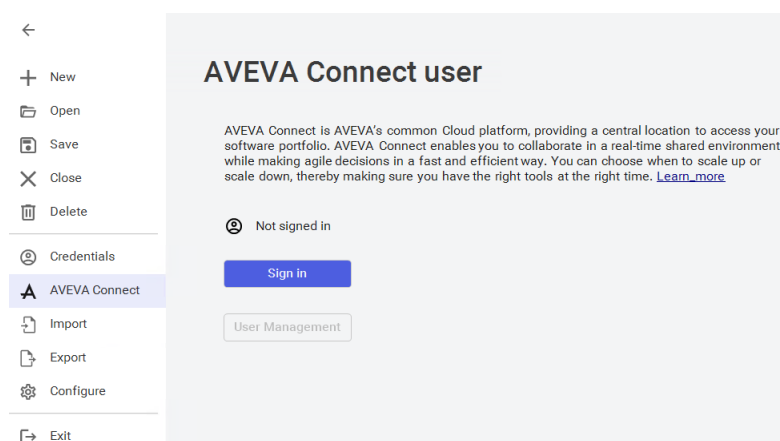 New
Open
Save
Close
Delete
Credentials
AVEVA Connect
Import
Export
Configure
Exit
AVEVA Connect user
AVEVA Connect is AVEVA's common Cloud platform, providing a central location to access your
software portfolio. AVEVA Connect enables you to collaborate in a real-time shared environment
while making agile decisions in a fast and efficient way. You can choose when to scale up or
scale down, thereby making sure you have the right tools at the right time. Learn_more
Not signed in
Sign in
User Management